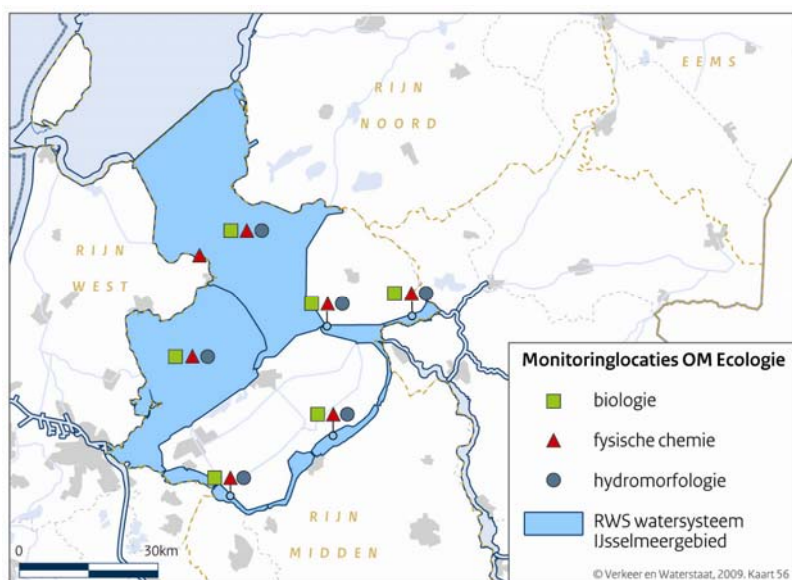 EEMS
RIJN
NOORD
RIJN
WEST
RIJN
MIDDEN
Monitoringlocaties OM Ecologie
biologie
fysische chemie
hydromorfologie
RWS watersysteem
IJsselmeergebied
0 30km
© Verkeer en Waterstaat, 2009. Kaart 56